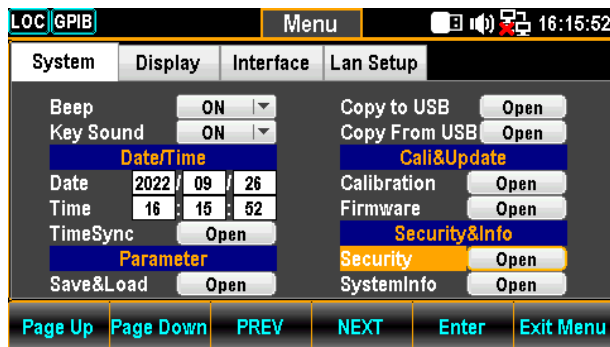 LOC GPIB Menu 16:15:52
System Display Interface Lan Setup
Beep ON
Key Sound ON
Date/Time
Date 2022 / 09 / 26
Time 16 : 15 : 52
TimeSync Open
Parameter
Save&Load Open
Copy to USB Open
Copy From USB Open
Cali&Update
Calibration Open
Firmware Open
Security&Info
Security Open
SystemInfo Open
Page Up Page Down PREV NEXT Enter Exit Menu